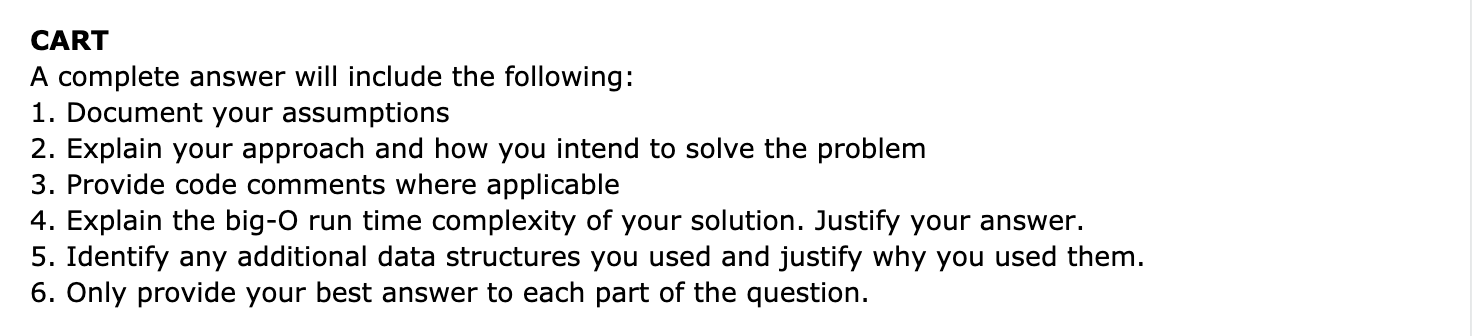 CART
A complete answer will include the following:
1. Document your assumptions
2. Explain your approach and how you intend to solve the problem
3. Provide code comments where applicable
4. Explain the big-O run time complexity of your solution. Justify your answer.
5. Identify any additional data structures you used and justify why you used them.
6. Only provide your best answer to each part of the question.